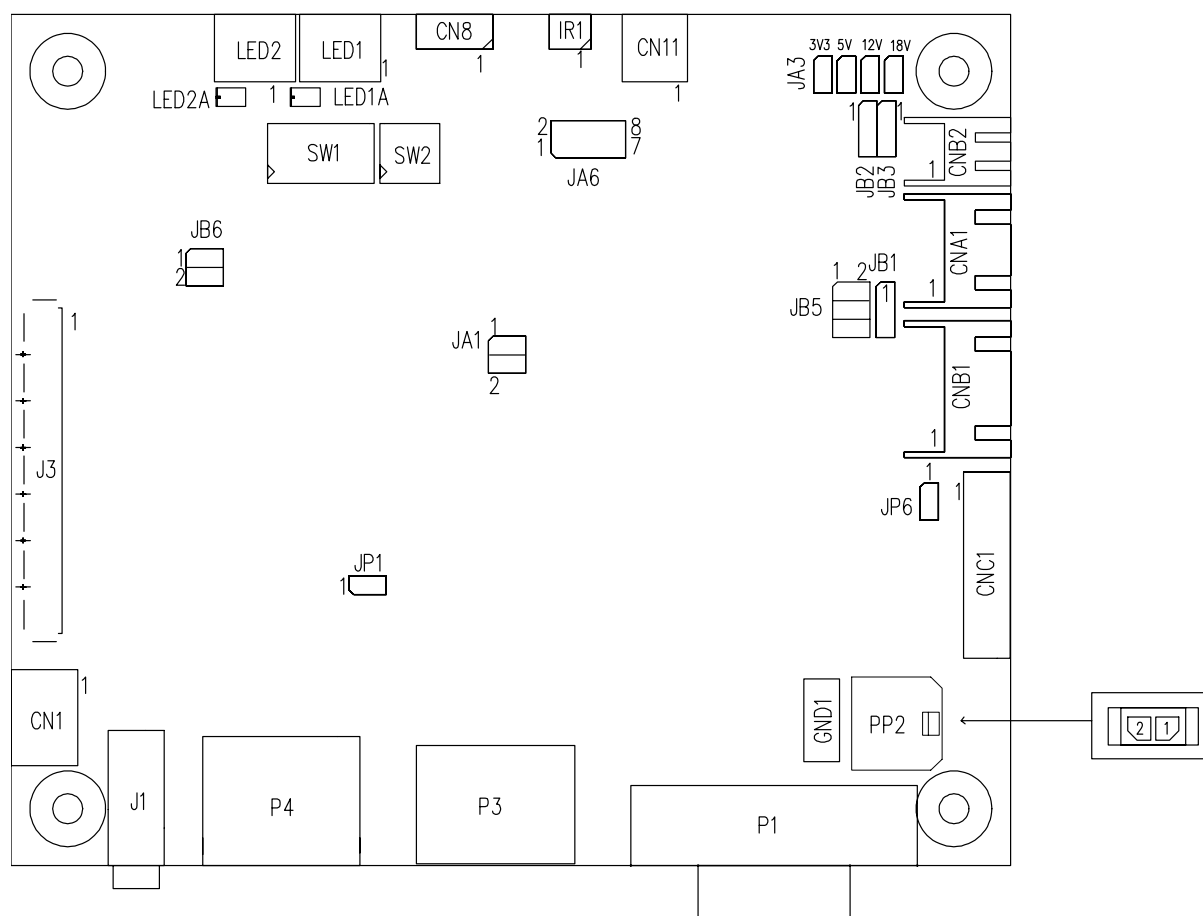 CN8
IR1
3V3 5V 12V 18V
LED2
LED1
1
1
1
CN11
JA3
1
1
LED2A
LED1A
1
1
CNB2
1
SW1
SW2
2
1
8
7
JA6
JB2
JB3
JB6
1
2
CNA1
1
1
2
JB1
JB5
1
1
J3
JA1
1
2
CNB1
1
1
JP6
1
CNC1
JP1
1
1
CN1
GND1
PP2
2 1
J1
P4
P3
P1